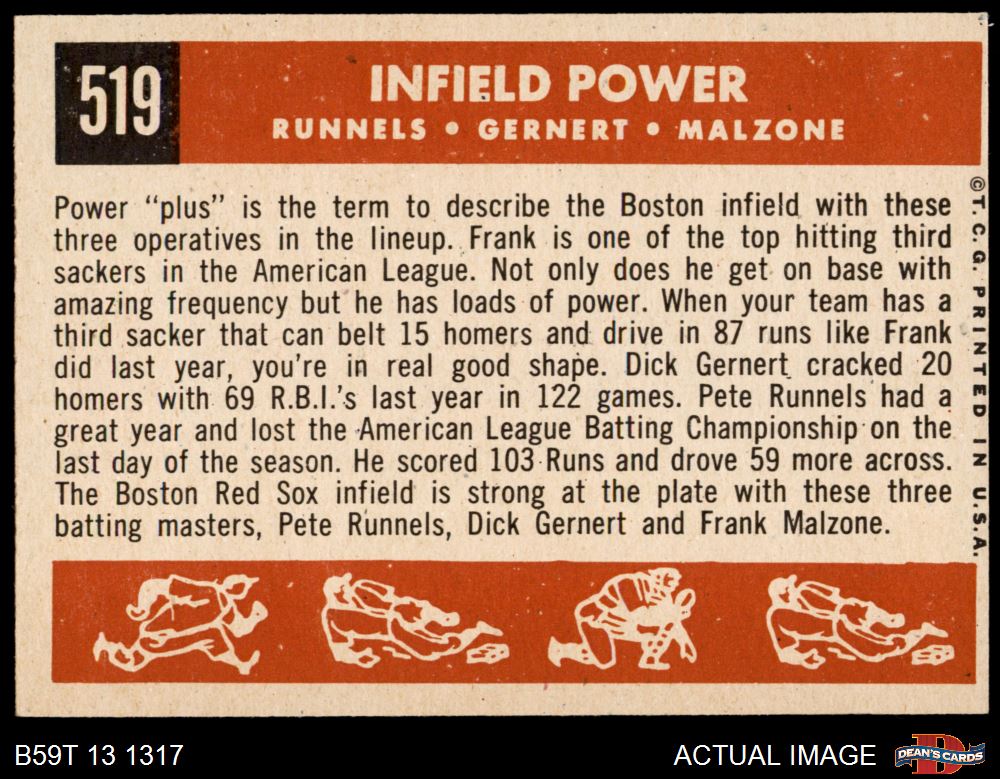 519
INFIELD POWER
RUNNELS • GERNERT • MALZONE
Power “plus” is the term to describe the Boston infield with these
three operatives in the lineup. Frank is one of the top hitting third
sackers in the American League. Not only does he get on base with
amazing frequency but he has loads of power. When your team has a
third sacker that can belt 15 homers and drive in 87 runs like Frank
did last year, you're in real good shape. Dick Gernert cracked 20
homers with 69 R.B.I.'s last year in 122 games. Pete Runnels had a
great year and lost the American League Batting Championship on the
last day of the season. He scored 103 Runs and drove 59 more across.
The Boston Red Sox infield is strong at the plate with these three
batting masters, Pete Runnels, Dick Gernert and Frank Malzone.
© T. C. G. PRINTED IN U.S.A.
B59T 13 1317
ACTUAL IMAGE
DEAN'S CARDS